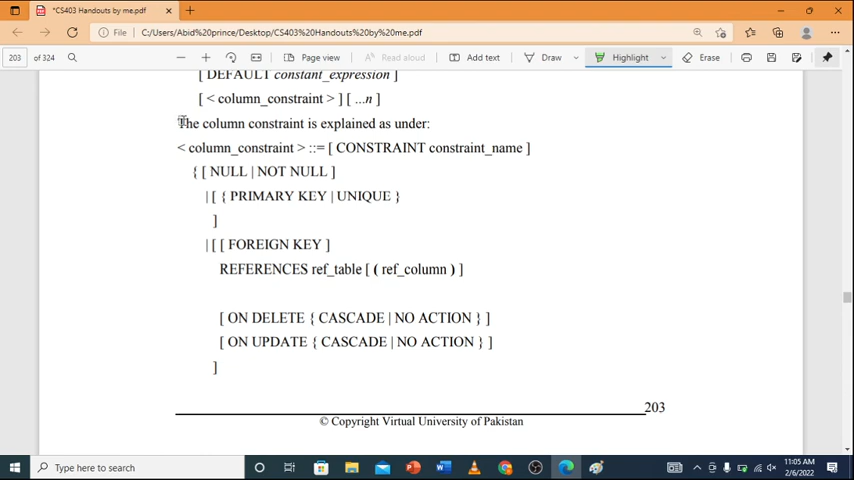 *CS403 Handouts by me.pdf
File
C:/Users/Abid%20prince/Desktop/CS403%20Handouts%20by%20me.pdf
203 of 324
Page view
Read aloud
Add text
Draw
Highlight
Erase
[ DEFAULT constant_expression ]
[ < column_constraint > ] [ ...n ]
The column constraint is explained as under:
< column_constraint > ::= [ CONSTRAINT constraint_name ]
{ [ NULL | NOT NULL ]
| [ { PRIMARY KEY | UNIQUE }
]
| [ [ FOREIGN KEY ]
REFERENCES ref_table [ ( ref_column ) ]
[ ON DELETE { CASCADE | NO ACTION } ]
[ ON UPDATE { CASCADE | NO ACTION } ]
]
203
© Copyright Virtual University of Pakistan
Type here to search
11:05 AM
2/6/2022